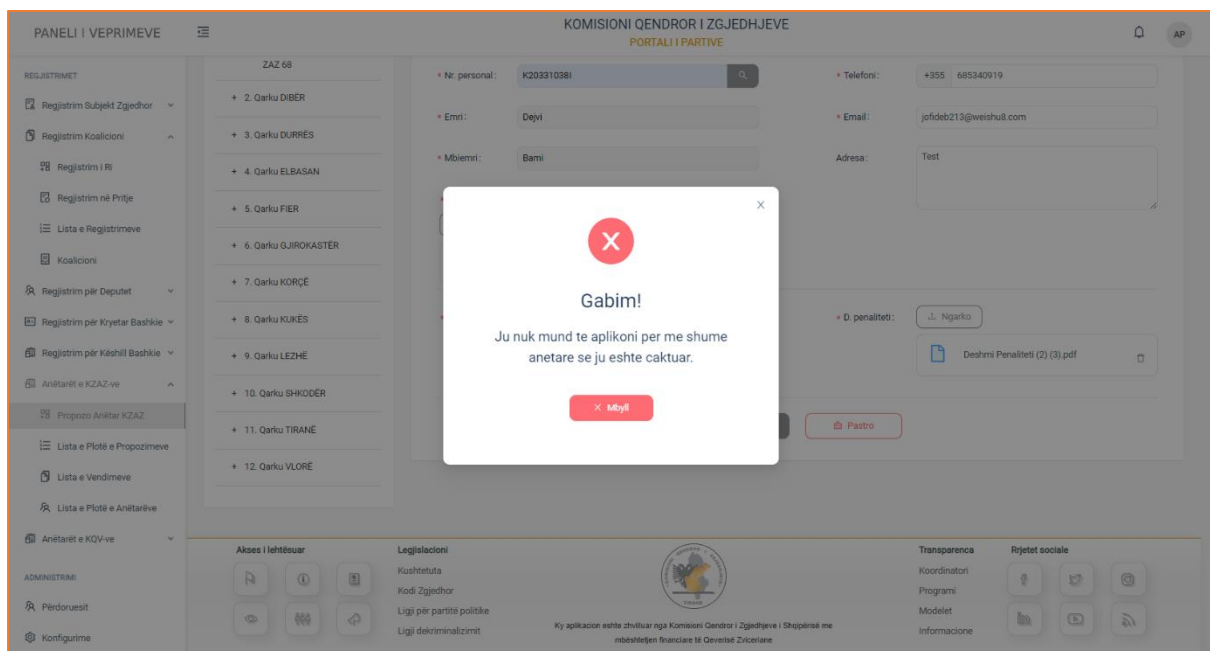 PANELI I VEPRIMEVE
KOMISIONI QENDROR I ZGJEDHJEVE
PORTALI I PARTIVE
AP
REGJISTRIMET
Regjistrim Subjekt Zgjedhor
Regjistrim Koalicioni
Regjistrim i Ri
Regjistrim në Pritje
Lista e Regjistrimeve
Koalicioni
Regjistrim për Deputet
Regjistrim për Kryetar Bashkie
Regjistrim për Këshill Bashkie
Anëtarët e KZAZ-ve
Propozo Anëtar KZAZ
Lista e Plotë e Propozimeve
Lista e Vendimeve
Lista e Plotë e Anëtarëve
Anëtarët e KQV-ve
ADMINISTRIMI
Përdoruesit
Konfigurime
ZAZ 68
+ 2. Qarku DIBËR
+ 3. Qarku DURRËS
+ 4. Qarku ELBASAN
+ 5. Qarku FIER
+ 6. Qarku GJIROKASTËR
+ 7. Qarku KORÇË
+ 8. Qarku KUKËS
+ 9. Qarku LEZHË
+ 10. Qarku SHKODËR
+ 11. Qarku TIRANË
+ 12. Qarku VLORË
* Nr. personal: K20331038I
* Telefoni: +355 685340919
* Emri: Dejvi
* Email: jofideb213@weishu8.com
* Mbiemri: Bami
Adresa: Test
Gabim!
Ju nuk mund te aplikoni per me shume
anetare se ju eshte caktuar.
× Mbyll
* D. penaliteti: Ngarko
Deshmi Penaliteti (2) (3).pdf
Pastro
Akses i lehtësuar
Legjislacioni
Kushtetuta
Kodi Zgjedhor
Ligji për partitë politike
Ligji dekriminalizimit
Ky aplikacion eshte zhvilluar nga Komisioni Qendror i Zgjedhjeve i Shqipërisë me
mbështetjen financiare të Qeverisë Zvicerane
Transparenca
Koordinatori
Programi
Modelet
Informacione
Rrjetet sociale